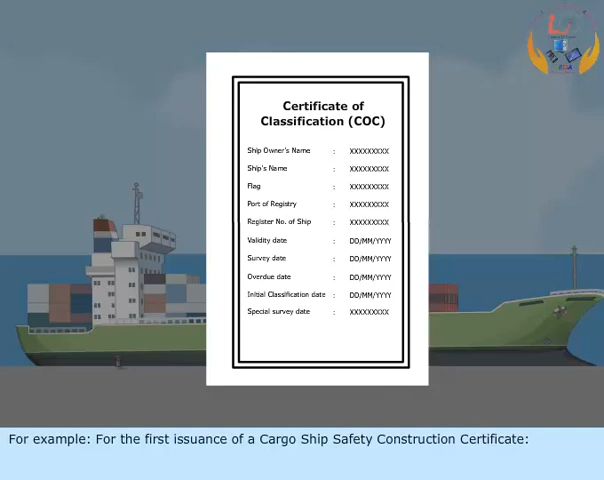 Certificate of
Classification (COC)
Ship Owner's Name : XXXXXXXXX
Ship's Name : XXXXXXXXX
Flag : XXXXXXXXX
Port of Registry : XXXXXXXXX
Register No. of Ship : XXXXXXXXX
Validity date : DD/MM/YYYY
Survey date : DD/MM/YYYY
Overdue date : DD/MM/YYYY
Initial Classification date : DD/MM/YYYY
Special survey date : XXXXXXXXX
For example: For the first issuance of a Cargo Ship Safety Construction Certificate: